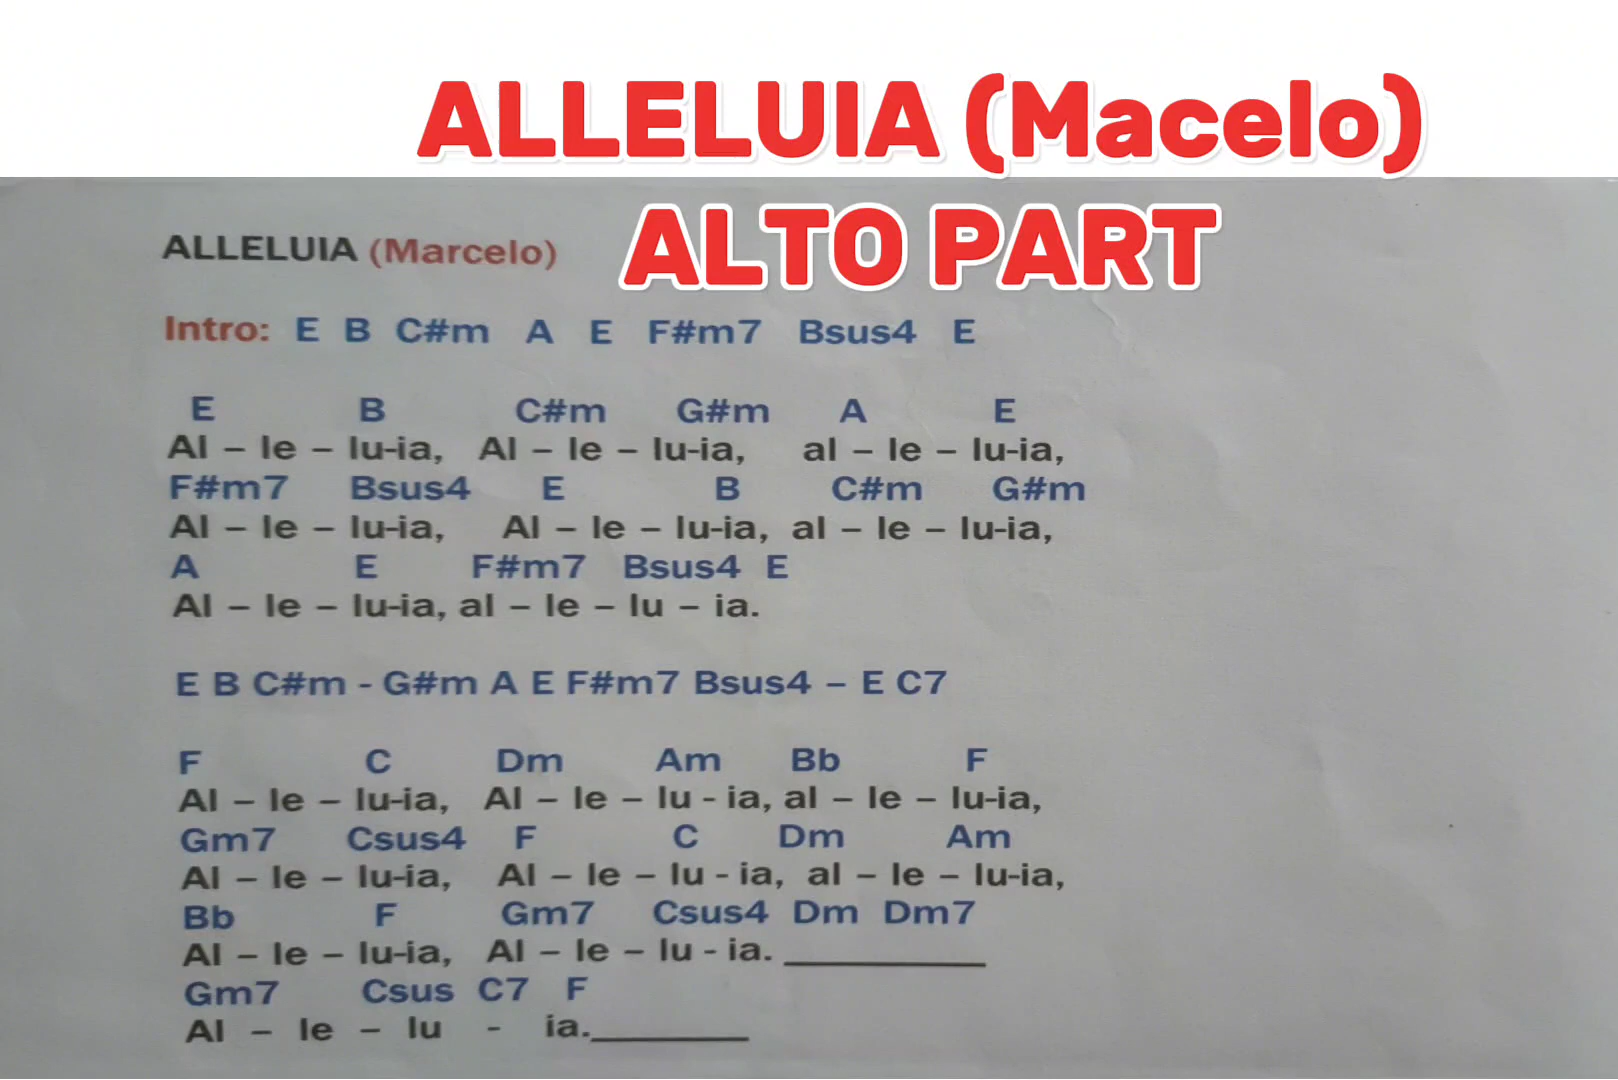 ALLELUIA (Macelo)
ALTO PART
ALLELUIA (Marcelo)
Intro: E B C#m A E F#m7 Bsus4 E
E B C#m G#m A E
Al – le – lu-ia, Al – le – lu-ia, al – le – lu-ia,
F#m7 Bsus4 E B C#m G#m
Al – le – lu-ia, Al – le – lu-ia, al – le – lu-ia,
A E F#m7 Bsus4 E
Al – le – lu-ia, al – le – lu – ia.
E B C#m - G#m A E F#m7 Bsus4 – E C7
F C Dm Am Bb F
Al – le – lu-ia, Al – le – lu - ia, al – le – lu-ia,
Gm7 Csus4 F C Dm Am
Al – le – lu-ia, Al – le – lu - ia, al – le – lu-ia,
Bb F Gm7 Csus4 Dm Dm7
Al – le – lu-ia, Al – le – lu - ia. __________
Gm7 Csus C7 F
Al – le – lu - ia.________